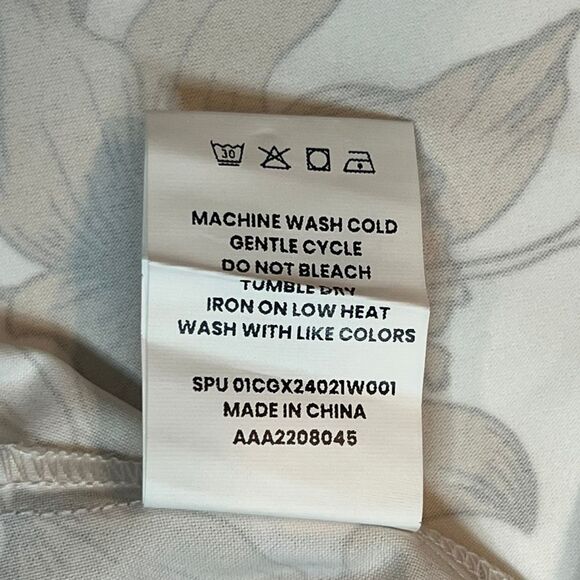 30
MACHINE WASH COLD
GENTLE CYCLE
DO NOT BLEACH
TUMBLE DRY
IRON ON LOW HEAT
WASH WITH LIKE COLORS
SPU 01CGX24021W001
MADE IN CHINA
AAA2208045